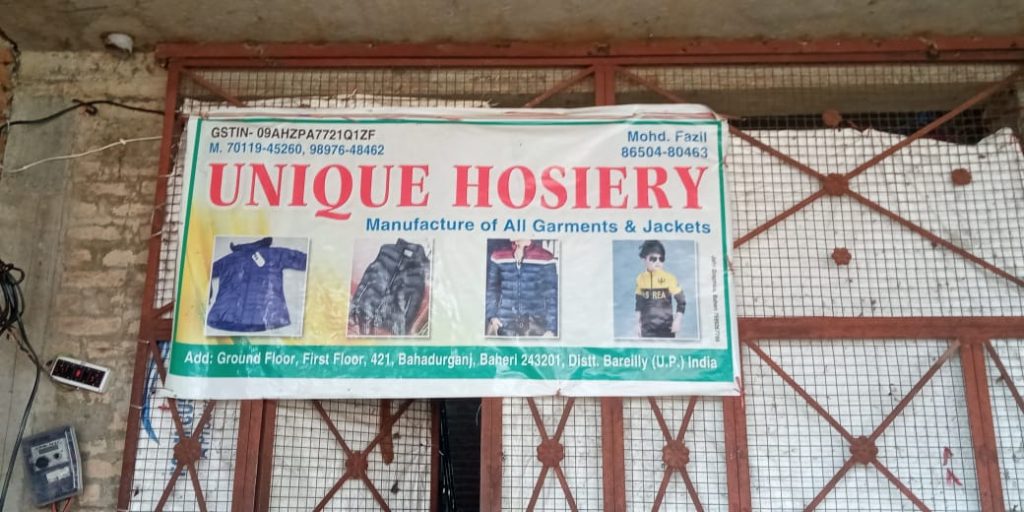 GSTIN- 09AHZPA7721Q1ZF
M. 70119-45260, 98976-48462
Mohd. Fazil
86504-80463
UNIQUE HOSIERY
Manufacture of All Garments & Jackets
REA
Add: Ground Floor, First Floor, 421, Bahadurganj, Baheri 243201, Distt. Bareilly (U.P.) India